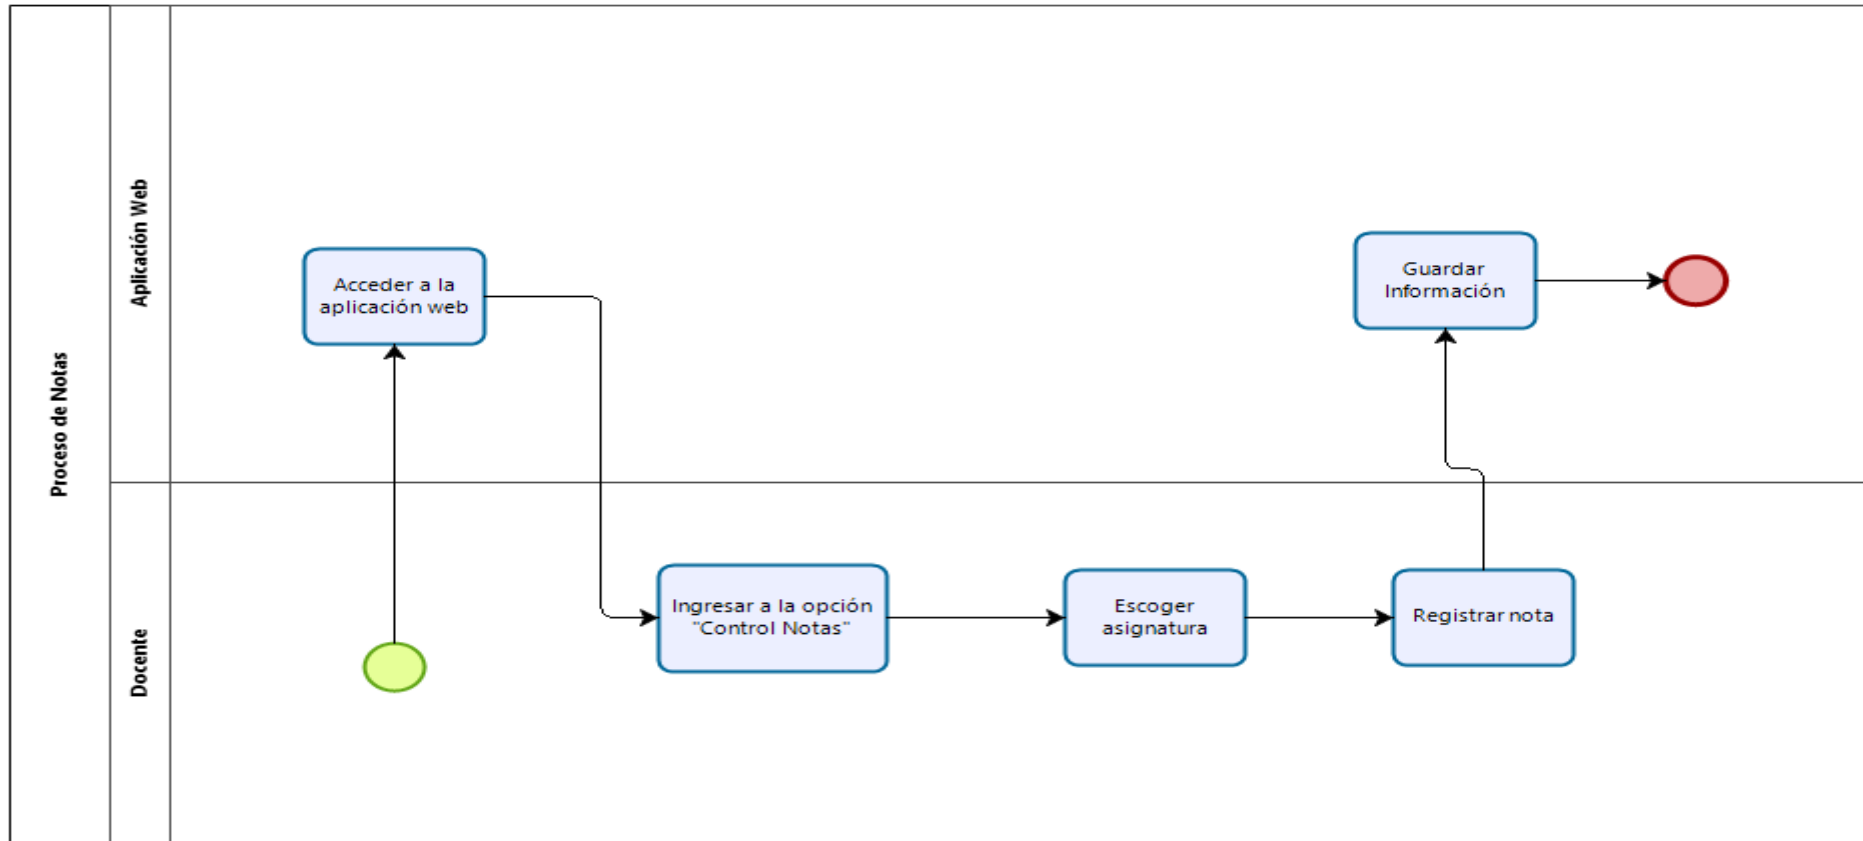 Proceso de Notas
Aplicación Web
Acceder a la
aplicación web
Guardar
Información
Docente
Ingresar a la opción
"Control Notas"
Escoger
asignatura
Registrar nota